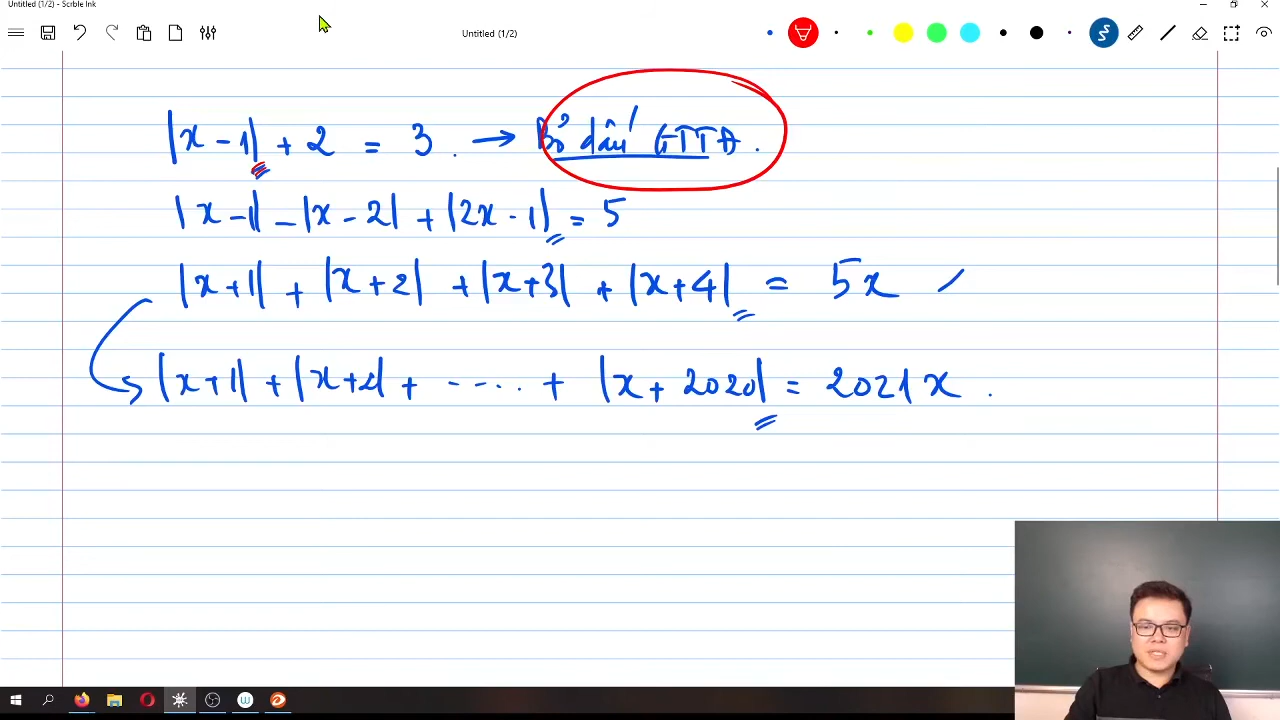 Untitled (1/2) - Scrble Ink
Untitled (1/2)
|x - 1| + 2 = 3 . → Bỏ dấu GTTĐ .
|x - 1| - |x - 2| + |2x - 1| = 5
|x + 1| + |x + 2| + |x + 3| + |x + 4| = 5x
|x + 1| + |x + 2| + ..... + |x + 2020| = 2021x .